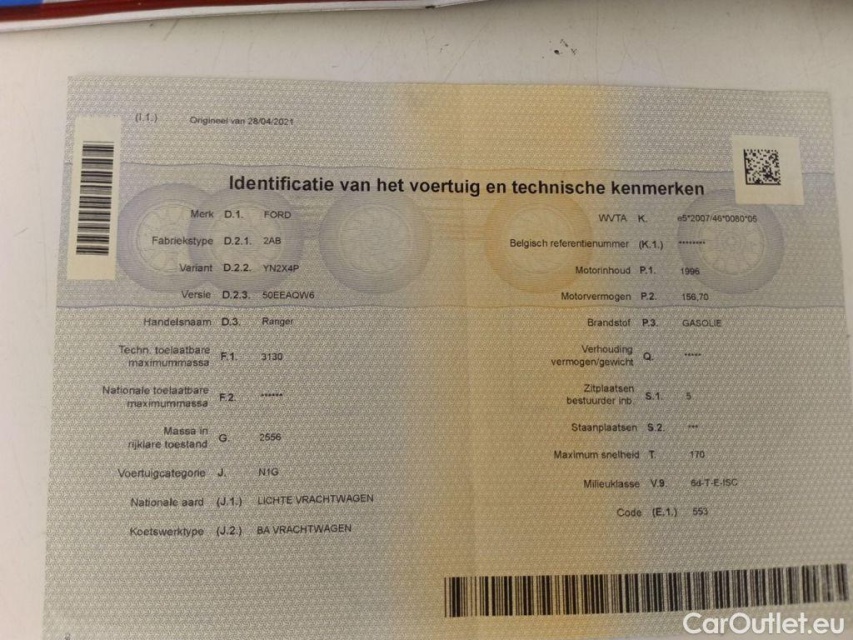 (I.1.) Origineel van 28/04/2021
Identificatie van het voertuig en technische kenmerken
Merk D.1. FORD
Fabriekstype D.2.1. 2AB
Variant D.2.2. YN2X4P
Versie D.2.3. 50EEAQW6
Handelsnaam D.3. Ranger
Techn. toelaatbare
maximummassa F.1. 3130
Nationale toelaatbare
maximummassa F.2. ******
Massa in
rijklare toestand G. 2556
Voertuigcategorie J. N1G
Nationale aard (J.1.) LICHTE VRACHTWAGEN
Koetswerktype (J.2.) BA VRACHTWAGEN
WVTA K. e5*2007/46*0080*05
Belgisch referentienummer (K.1.) ********
Motorinhoud P.1. 1996
Motorvermogen P.2. 156,70
Brandstof P.3. GASOLIE
Verhouding
vermogen/gewicht Q. *****
Zitplaatsen
bestuurder inb. S.1. 5
Staanplaatsen S.2. ***
Maximum snelheid T. 170
Milieuklasse V.9. 6d-T-E-ISC
Code (E.1.) 553
CarOutlet.eu